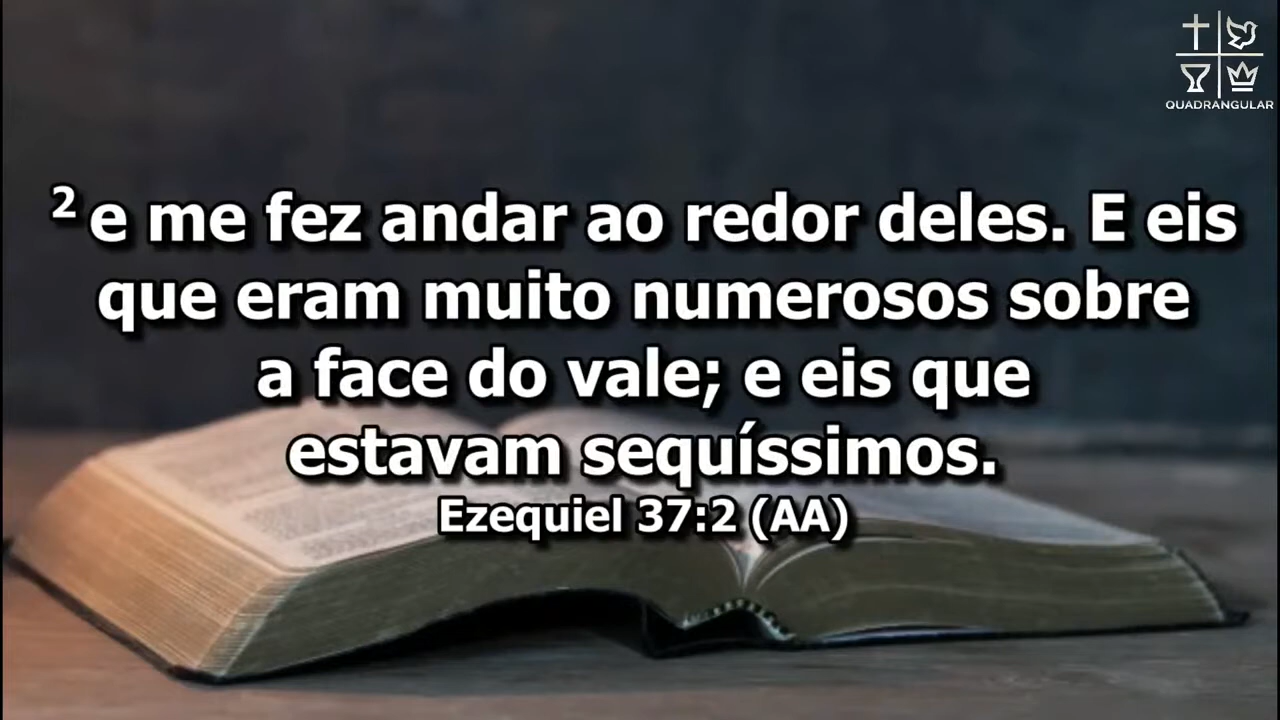 QUADRANGULAR
2 e me fez andar ao redor deles. E eis
que eram muito numerosos sobre
a face do vale; e eis que
estavam sequíssimos.
Ezequiel 37:2 (AA)